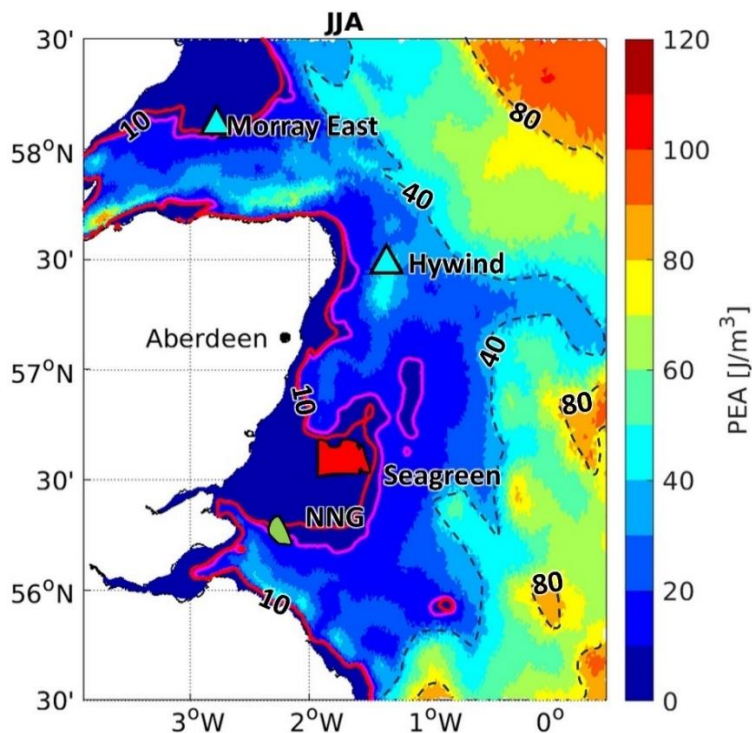 JJA
30'
58°N
30'
57°N
30'
56°N
30'
3°W
2°W
1°W
0°
10
Morray East
80
40
Hywind
Aberdeen
40
10
80
Seagreen
NNG
10
80
120
100
80
60
40
20
0
PEA [J/m³]